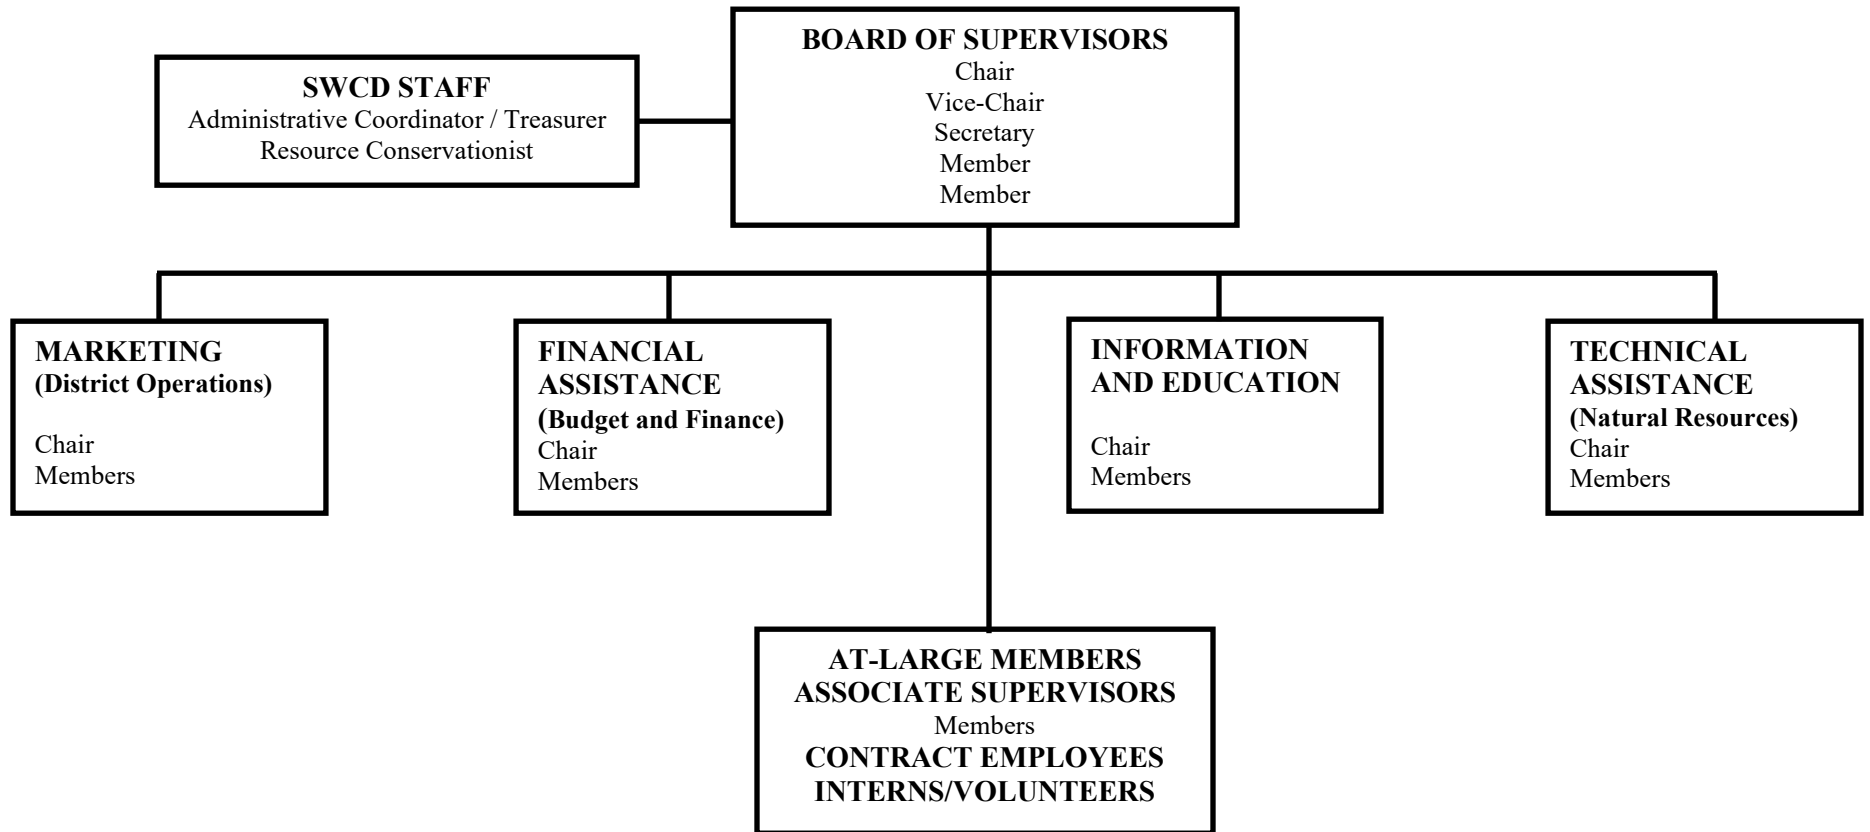 BOARD OF SUPERVISORS
Chair
Vice-Chair
Secretary
Member
Member
SWCD STAFF
Administrative Coordinator / Treasurer
Resource Conservationist
MARKETING
(District Operations)
Chair
Members
FINANCIAL
ASSISTANCE
(Budget and Finance)
Chair
Members
INFORMATION
AND EDUCATION
Chair
Members
TECHNICAL
ASSISTANCE
(Natural Resources)
Chair
Members
AT-LARGE MEMBERS
ASSOCIATE SUPERVISORS
Members
CONTRACT EMPLOYEES
INTERNS/VOLUNTEERS